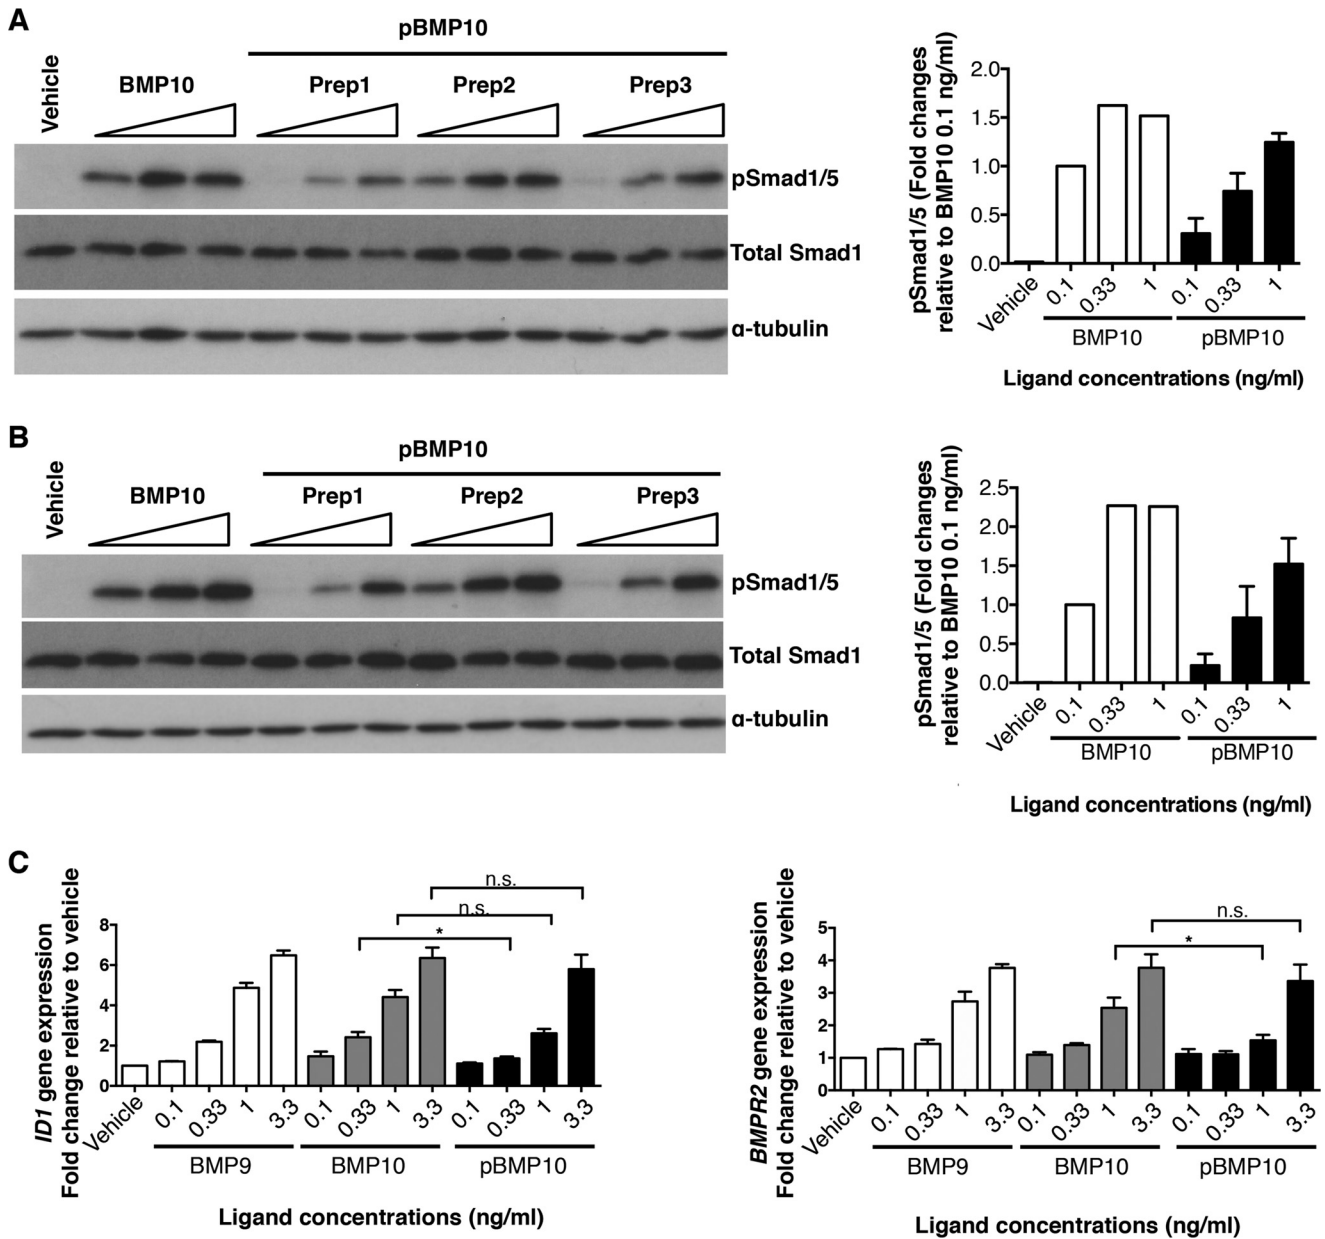 A
pBMP10
Vehicle
BMP10
Prep1
Prep2
Prep3
pSmad1/5
Total Smad1
α-tubulin
pSmad1/5 (Fold changes
relative to BMP10 0.1 ng/ml)
2.0
1.5
1.0
0.5
0.0
Vehicle
0.1
0.33
1
0.1
0.33
1
BMP10
pBMP10
Ligand concentrations (ng/ml)
B
pBMP10
Vehicle
BMP10
Prep1
Prep2
Prep3
pSmad1/5
Total Smad1
α-tubulin
pSmad1/5 (Fold changes
relative to BMP10 0.1 ng/ml)
2.5
2.0
1.5
1.0
0.5
0.0
Vehicle
0.1
0.33
1
0.1
0.33
1
BMP10
pBMP10
Ligand concentrations (ng/ml)
C
ID1 gene expression
Fold change relative to vehicle
8
6
4
2
0
n.s.
n.s.
*
Vehicle
0.1
0.33
1
3.3
0.1
0.33
1
3.3
0.1
0.33
1
3.3
BMP9
BMP10
pBMP10
Ligand concentrations (ng/ml)
BMPR2 gene expression
Fold change relative to vehicle
5
4
3
2
1
0
n.s.
*
Vehicle
0.1
0.33
1
3.3
0.1
0.33
1
3.3
0.1
0.33
1
3.3
BMP9
BMP10
pBMP10
Ligand concentrations (ng/ml)